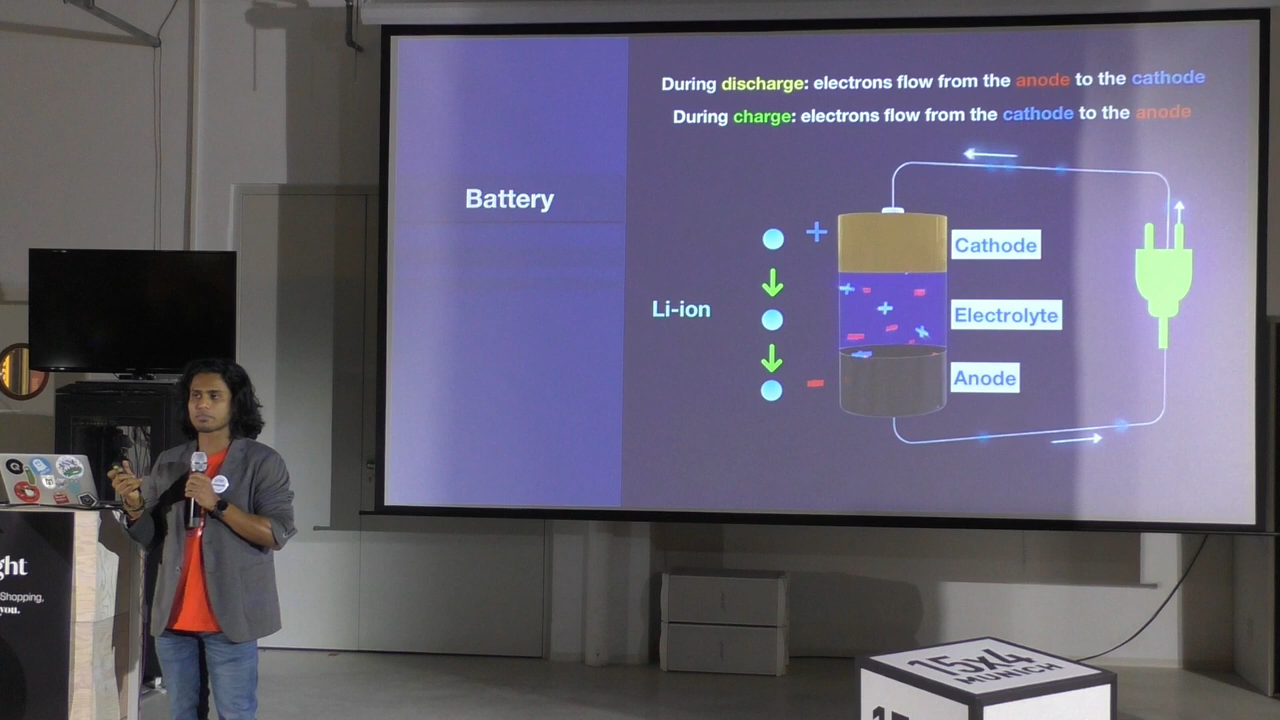 During discharge: electrons flow from the anode to the cathode
During charge: electrons flow from the cathode to the anode
Battery
+
Cathode
Li-ion
Electrolyte
Anode
ght
Shopping,
you.
15x4
MUNICH